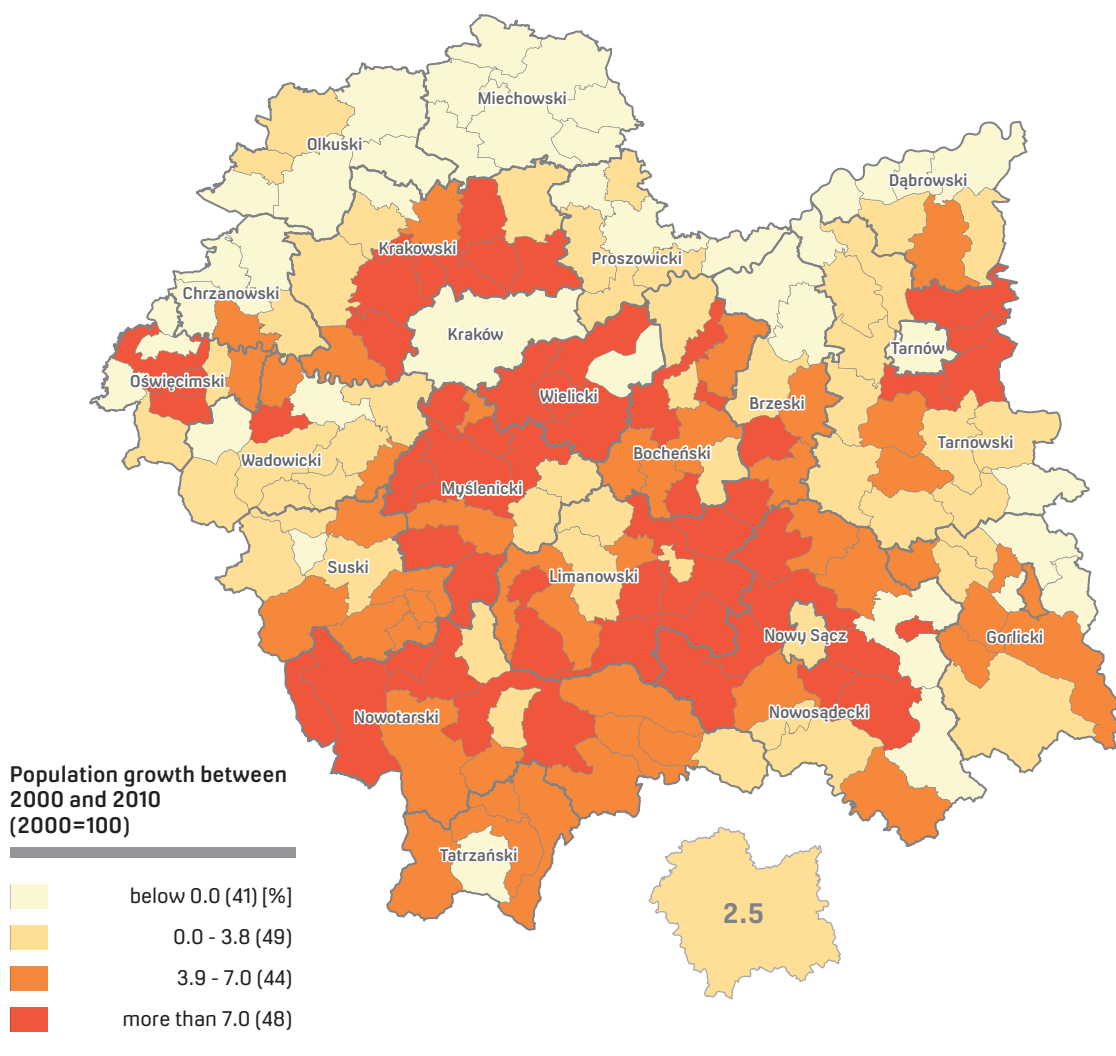 Miechowski
Olkuski
Dąbrowski
Krakowski
Proszowicki
Chrzanowski
Kraków
Tarnów
Oświęcimski
Wielicki
Brzeski
Tarnowski
Bocheński
Wadowicki
Myślenicki
Suski
Limanowski
Nowy Sącz
Gorlicki
Nowotarski
Nowosądecki
Tatrzański
Population growth between
2000 and 2010
(2000=100)
below 0.0 (41) [%]
0.0 - 3.8 (49)
3.9 - 7.0 (44)
more than 7.0 (48)
2.5